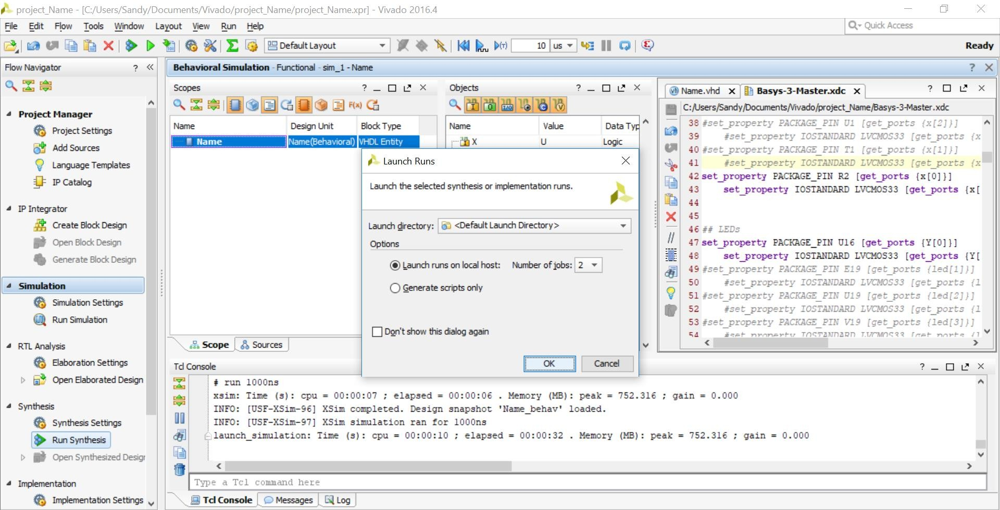 project_Name - [C:/Users/Sandy/Documents/Vivado/project_Name/project_Name.xpr] - Vivado 2016.4
File Edit Flow Tools Window Layout View Run Help
Quick Access
Default Layout
10 us
Ready
Flow Navigator ? «
Project Manager
Project Settings
Add Sources
Language Templates
IP Catalog
IP Integrator
Create Block Design
Open Block Design
Generate Block Design
Simulation
Simulation Settings
Run Simulation
RTL Analysis
Elaboration Settings
Open Elaborated Design
Synthesis
Synthesis Settings
Run Synthesis
Open Synthesized Desigr
Implementation
Implementation Settings
Behavioral Simulation - Functional - sim_1 - Name
Scopes
F(x)
Name Design Unit Block Type
Name Name(Behavioral) VHDL Entity
Scope Sources
Objects
Name Value Data Typ
X U Logic
Name.vhd Basys-3-Master.xdc
C:/Users/Sandy/Documents/Vivado/project_Name/Basys-3-Master.xdc
38 #set_property PACKAGE_PIN U1 [get_ports {x[2]}]
39 #set_property IOSTANDARD LVCMOS33 [get_ports {x
40 #set_property PACKAGE_PIN T1 [get_ports {x[1]}]
41 #set_property IOSTANDARD LVCMOS33 [get_ports {x
42 set_property PACKAGE_PIN R2 [get_ports {x[0]}]
43 set_property IOSTANDARD LVCMOS33 [get_ports {x[
44
45
46 ## LEDs
47 set_property PACKAGE_PIN U16 [get_ports {Y[0]}]
48 set_property IOSTANDARD LVCMOS33 [get_ports {Y[
49 #set_property PACKAGE_PIN E19 [get_ports {led[1]}]
50 #set_property IOSTANDARD LVCMOS33 [get_ports {l
51 #set_property PACKAGE_PIN U19 [get_ports {led[2]}]
52 #set_property IOSTANDARD LVCMOS33 [get_ports {l
53 #set_property PACKAGE_PIN V19 [get_ports {led[3]}]
54 #set_property IOSTANDARD LVCMOS33 [get_ports {l
Launch Runs
Launch the selected synthesis or implementation runs.
Launch directory: <Default Launch Directory>
Options
Launch runs on local host: Number of jobs: 2
Generate scripts only
Don't show this dialog again
OK Cancel
Tcl Console
# run 1000ns
xsim: Time (s): cpu = 00:00:07 ; elapsed = 00:00:06 . Memory (MB): peak = 752.316 ; gain = 0.000
INFO: [USF-XSim-96] XSim completed. Design snapshot 'Name_behav' loaded.
INFO: [USF-XSim-97] XSim simulation ran for 1000ns
launch_simulation: Time (s): cpu = 00:00:10 ; elapsed = 00:00:32 . Memory (MB): peak = 752.316 ; gain = 0.000
Type a Tcl command here
Tcl Console Messages Log